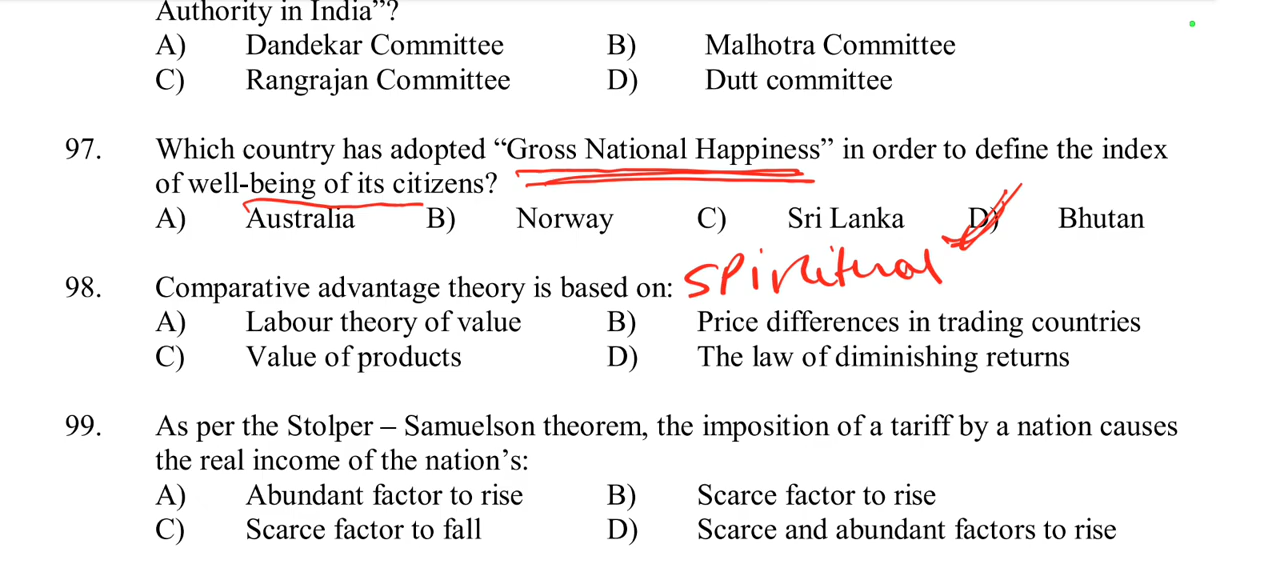 Authority in India”?
A) Dandekar Committee B) Malhotra Committee
C) Rangrajan Committee D) Dutt committee
97. Which country has adopted “Gross National Happiness” in order to define the index
of well-being of its citizens?
A) Australia B) Norway C) Sri Lanka D) Bhutan
spiritual
98. Comparative advantage theory is based on:
A) Labour theory of value B) Price differences in trading countries
C) Value of products D) The law of diminishing returns
99. As per the Stolper – Samuelson theorem, the imposition of a tariff by a nation causes
the real income of the nation’s:
A) Abundant factor to rise B) Scarce factor to rise
C) Scarce factor to fall D) Scarce and abundant factors to rise